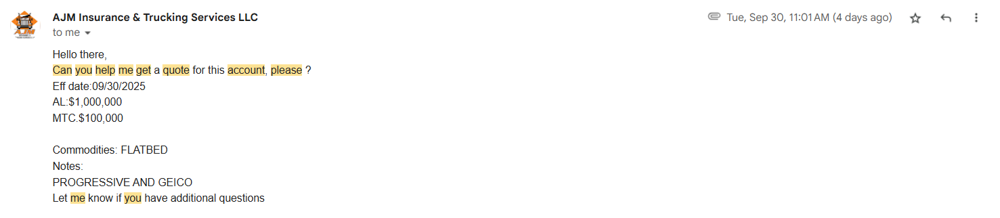 AJM Insurance & Trucking Services LLC
Tue, Sep 30, 11:01 AM (4 days ago)
to me
Hello there,
Can you help me get a quote for this account, please ?
Eff date:09/30/2025
AL:$1,000,000
MTC.$100,000
Commodities: FLATBED
Notes:
PROGRESSIVE AND GEICO
Let me know if you have additional questions